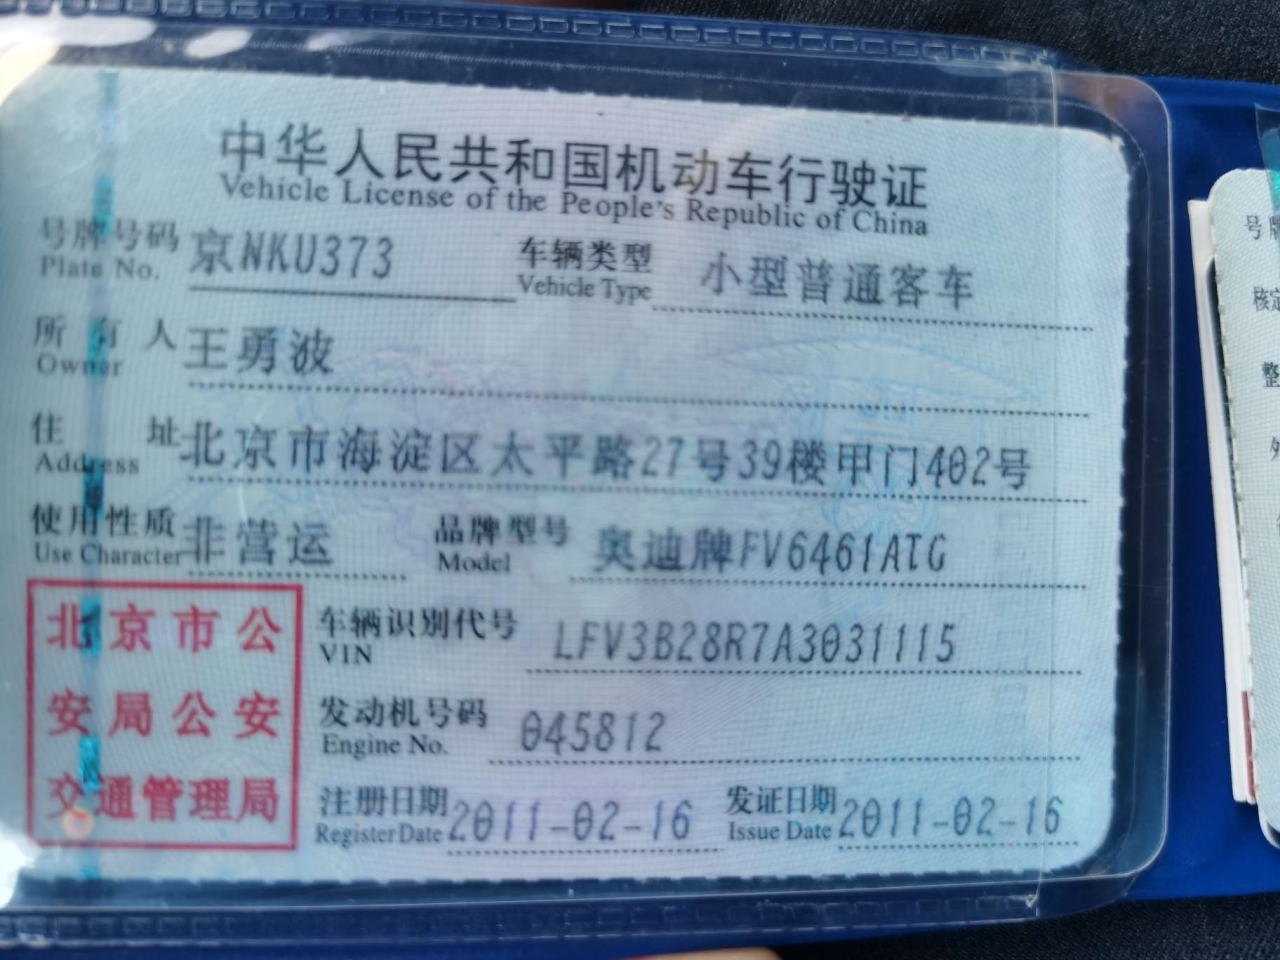 中华人民共和国机动车行驶证
Vehicle License of the People's Republic of China
号牌号码 京NKU373 车辆类型 小型普通客车
Plate No. Vehicle Type
所有人 王勇波
Owner
住址 北京市海淀区太平路27号39楼甲门402号
Address
使用性质 非营运 品牌型号 奥迪牌FV6461ATG
Use Character Model
北京市公
安局公安
交通管理局
车辆识别代号 LFV3B28R7A3031115
VIN
发动机号码 045812
Engine No.
注册日期 2011-02-16 发证日期 2011-02-16
Register Date Issue Date
号牌
核定
整
外